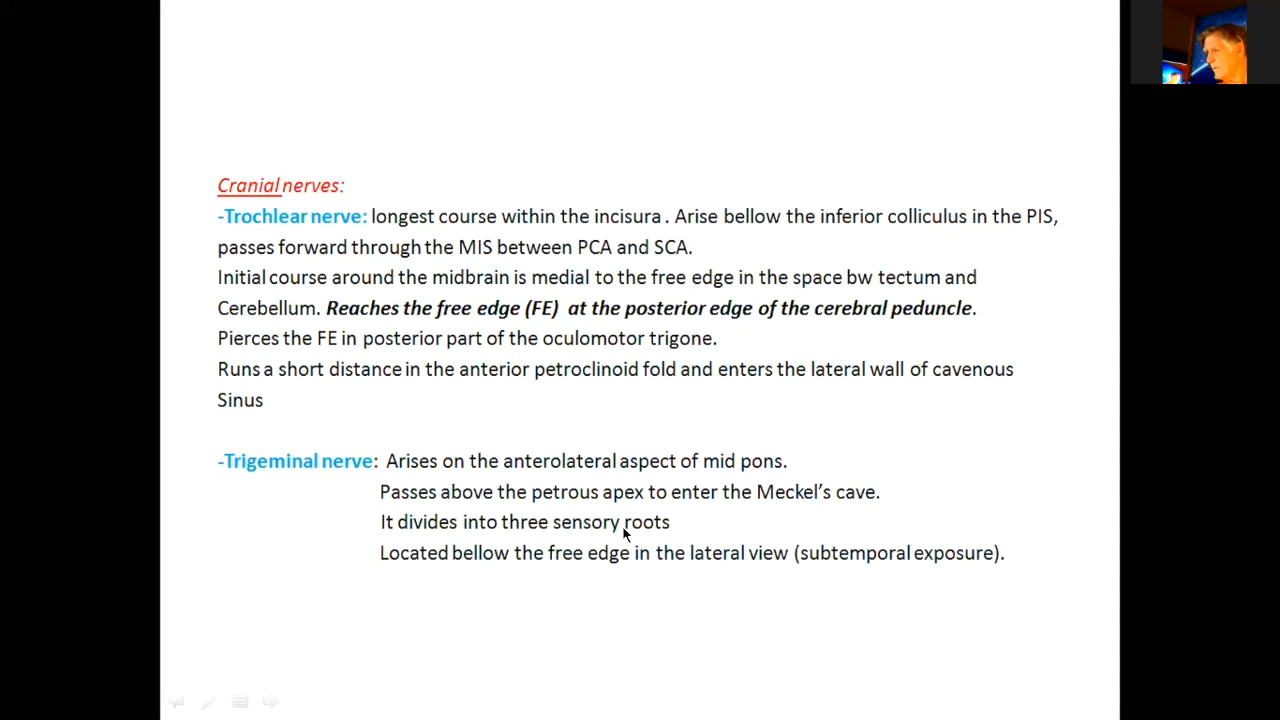 Cranial nerves:
-Trochlear nerve: longest course within the incisura . Arise bellow the inferior colliculus in the PIS,
passes forward through the MIS between PCA and SCA.
Initial course around the midbrain is medial to the free edge in the space bw tectum and
Cerebellum. Reaches the free edge (FE) at the posterior edge of the cerebral peduncle.
Pierces the FE in posterior part of the oculomotor trigone.
Runs a short distance in the anterior petroclinoid fold and enters the lateral wall of cavenous
Sinus
-Trigeminal nerve: Arises on the anterolateral aspect of mid pons.
Passes above the petrous apex to enter the Meckel's cave.
It divides into three sensory roots
Located bellow the free edge in the lateral view (subtemporal exposure).